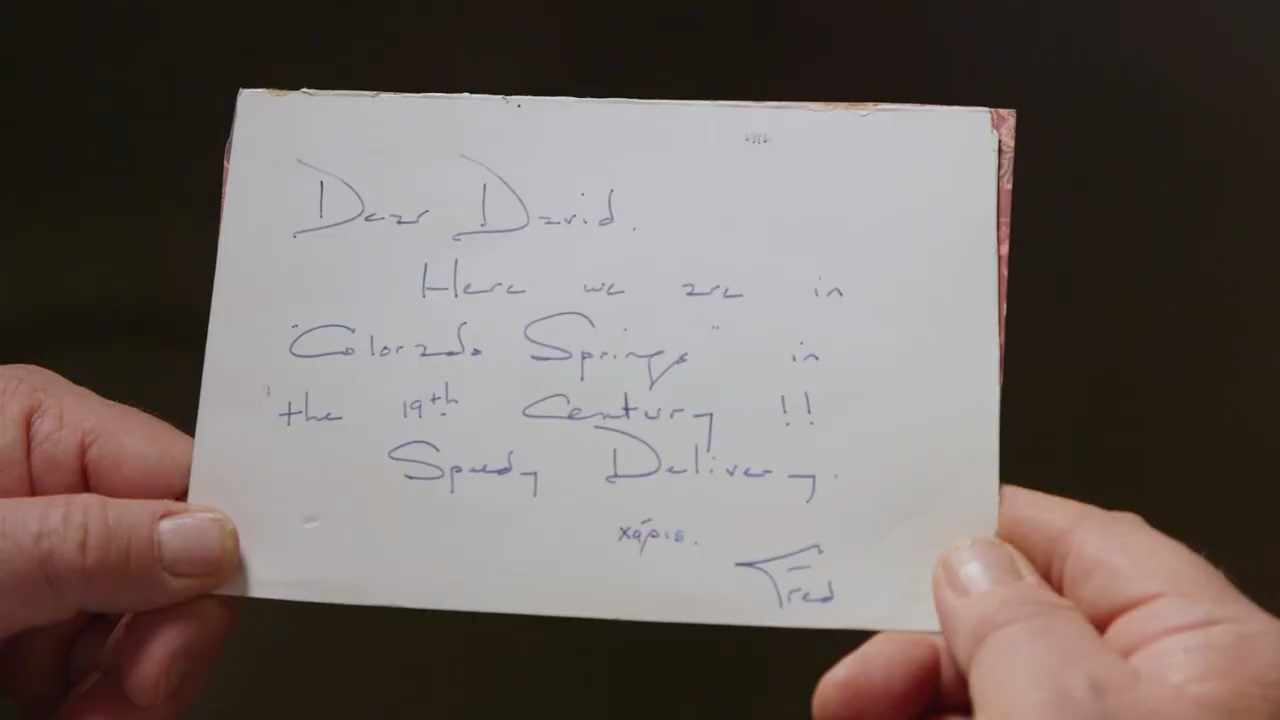 Dear David.
Here we are in
"Colorado Springs" in
"the 19th Century !!
Speedy Delivery.
χάρις.
Fred